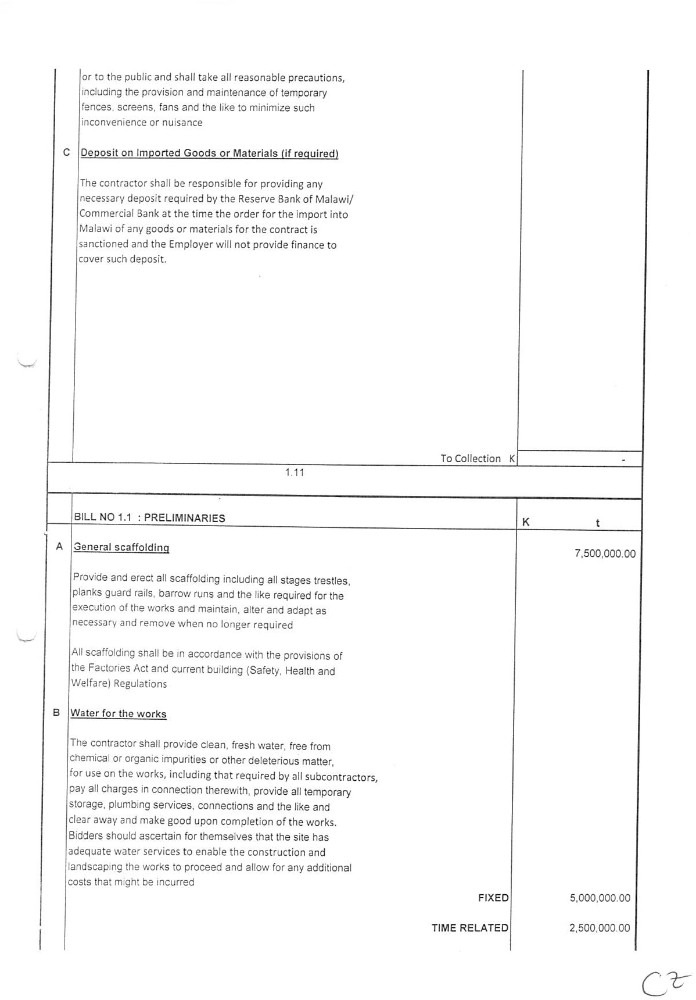 or to the public and shall take all reasonable precautions,
including the provision and maintenance of temporary
fences, screens, fans and the like to minimize such
inconvenience or nuisance
C Deposit on Imported Goods or Materials (if required)
The contractor shall be responsible for providing any
necessary deposit required by the Reserve Bank of Malawi/
Commercial Bank at the time the order for the import into
Malawi of any goods or materials for the contract is
sanctioned and the Employer will not provide finance to
cover such deposit.
To Collection K -
1.11
BILL NO 1.1 : PRELIMINARIES K t
A General scaffolding 7,500,000.00
Provide and erect all scaffolding including all stages trestles,
planks guard rails, barrow runs and the like required for the
execution of the works and maintain, alter and adapt as
necessary and remove when no longer required
All scaffolding shall be in accordance with the provisions of
the Factories Act and current building (Safety, Health and
Welfare) Regulations
B Water for the works
The contractor shall provide clean, fresh water, free from
chemical or organic impurities or other deleterious matter,
for use on the works, including that required by all subcontractors,
pay all charges in connection therewith, provide all temporary
storage, plumbing services, connections and the like and
clear away and make good upon completion of the works.
Bidders should ascertain for themselves that the site has
adequate water services to enable the construction and
landscaping the works to proceed and allow for any additional
costs that might be incurred
FIXED 5,000,000.00
TIME RELATED 2,500,000.00